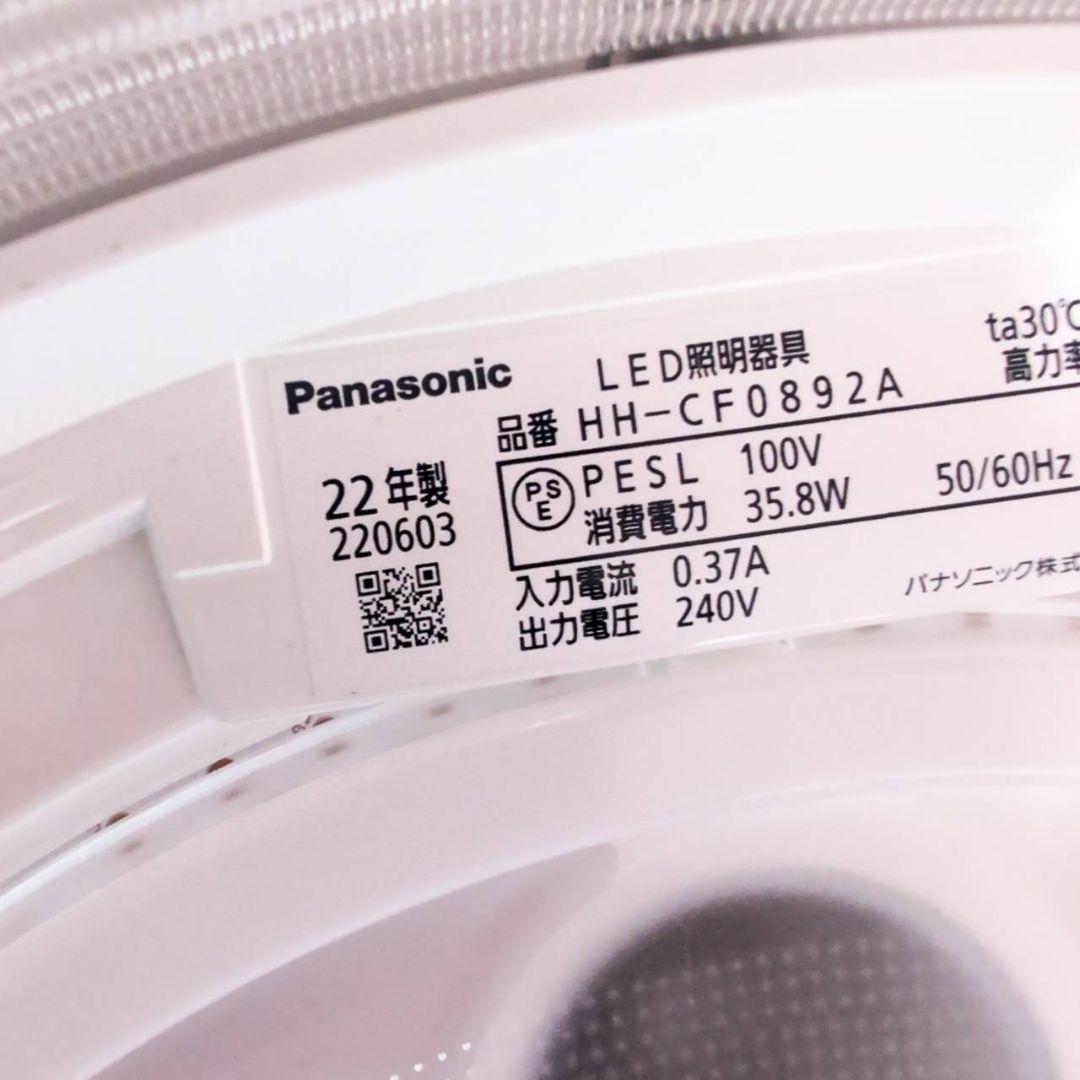 Panasonic
LED照明器具
ta30℃
品番 HH-CF0892A
高力率
22年製
220603
PS
E
PESL 100V 50/60Hz
消費電力 35.8W
入力電流 0.37A
出力電圧 240V
パナソニック株式